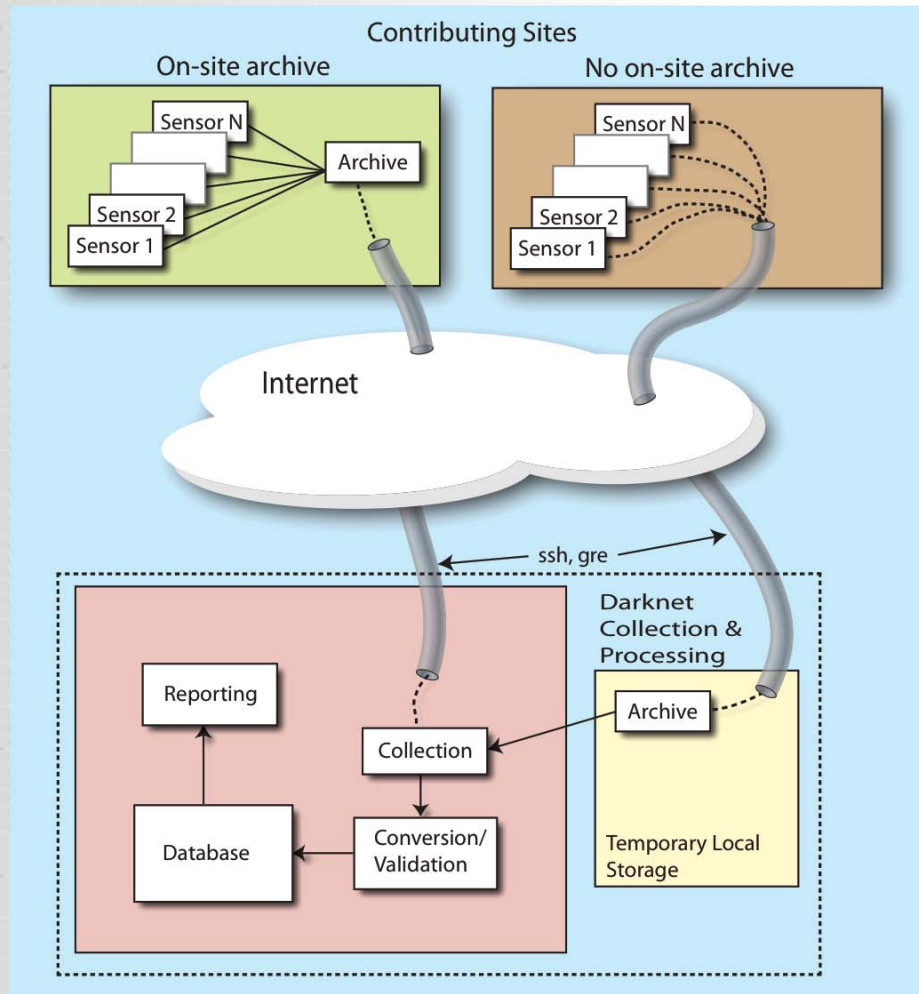 Contributing Sites
On-site archive
Sensor N
Sensor 2
Sensor 1
Archive
No on-site archive
Sensor N
Sensor 2
Sensor 1
Internet
ssh, gre
Darknet
Collection &
Processing
Reporting
Collection
Database
Conversion/
Validation
Archive
Temporary Local
Storage